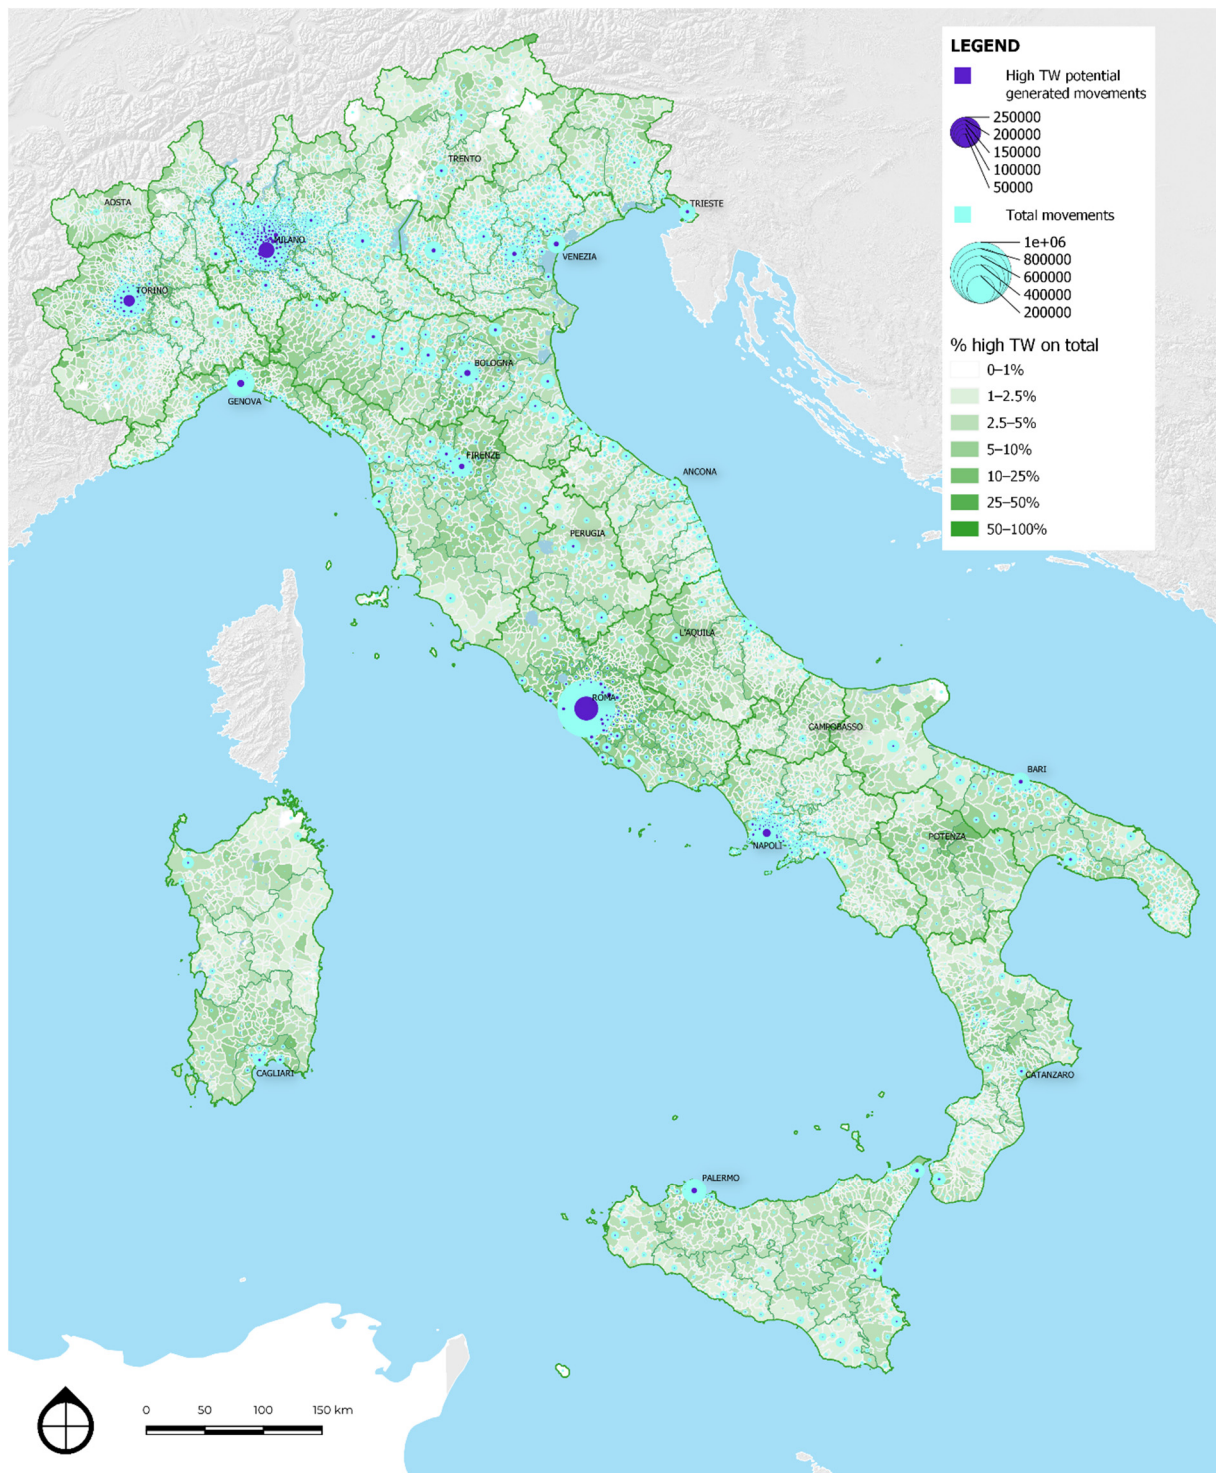 LEGEND
High TW potential
generated movements
250000
200000
150000
100000
50000
Total movements
1e+06
800000
600000
400000
200000
% high TW on total
0–1%
1–2.5%
2.5–5%
5–10%
10–25%
25–50%
50–100%
TRENTO
AOSTA
TRIESTE
MILANO
VENEZIA
TORINO
BOLOGNA
GENOVA
FIRENZE
ANCONA
PERUGIA
L'AQUILA
ROMA
CAMPOBASSO
BARI
POTENZA
NAPOLI
CAGLIARI
CATANZARO
PALERMO
0 50 100 150 km